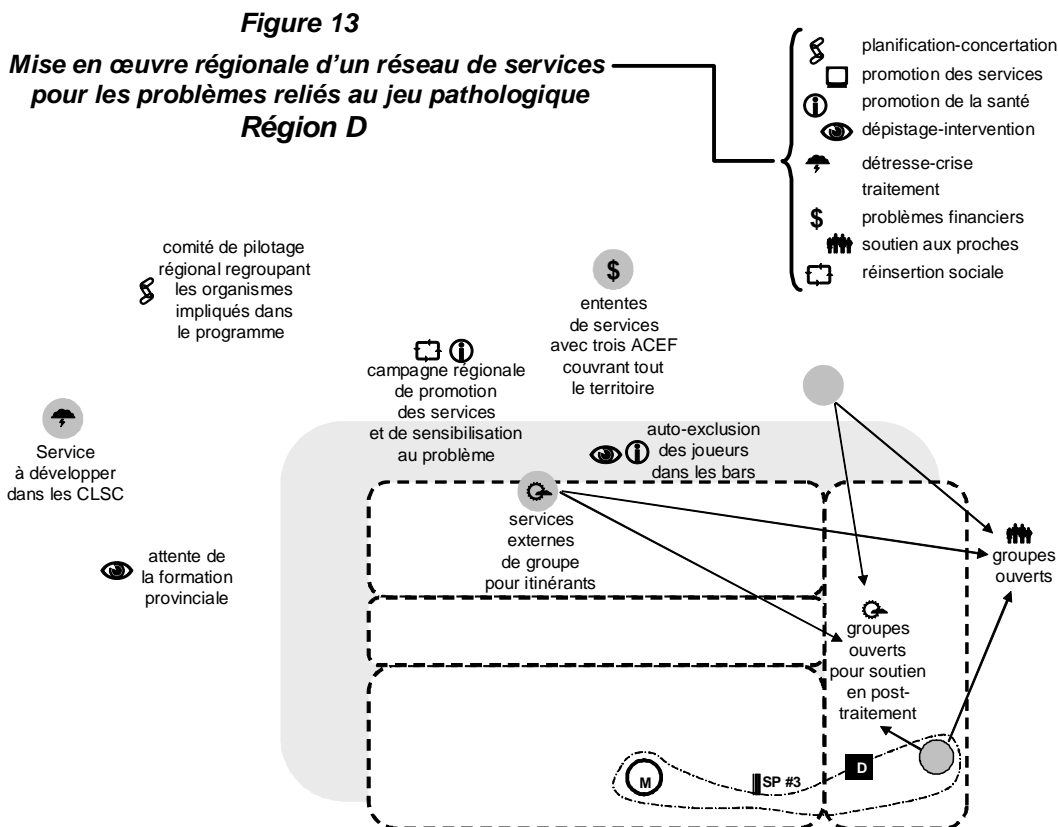 Figure 13
Mise en œuvre régionale d'un réseau de services
pour les problèmes reliés au jeu pathologique
Région D
planification-concertation
promotion des services
promotion de la santé
dépistage-intervention
détresse-crise
traitement
$ problèmes financiers
soutien aux proches
réinsertion sociale
comité de pilotage
régional regroupant
les organismes
impliqués dans
le programme
$
ententes
de services
avec trois ACEF
couvrant tout
le territoire
campagne régionale
de promotion
des services
et de sensibilisation
au problème
Service
à développer
dans les CLSC
auto-exclusion
des joueurs
dans les bars
services
externes
de groupe
pour itinérants
attente de
la formation
provinciale
groupes
ouverts
groupes
ouverts
pour soutien
en post-
traitement
M
SP #3
D